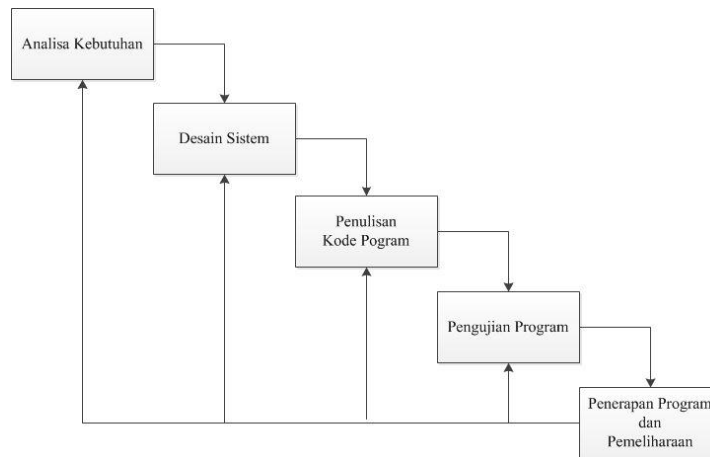 Analisa Kebutuhan
Desain Sistem
Penulisan
Kode Pogram
Pengujian Program
Penerapan Program
dan
Pemeliharaan